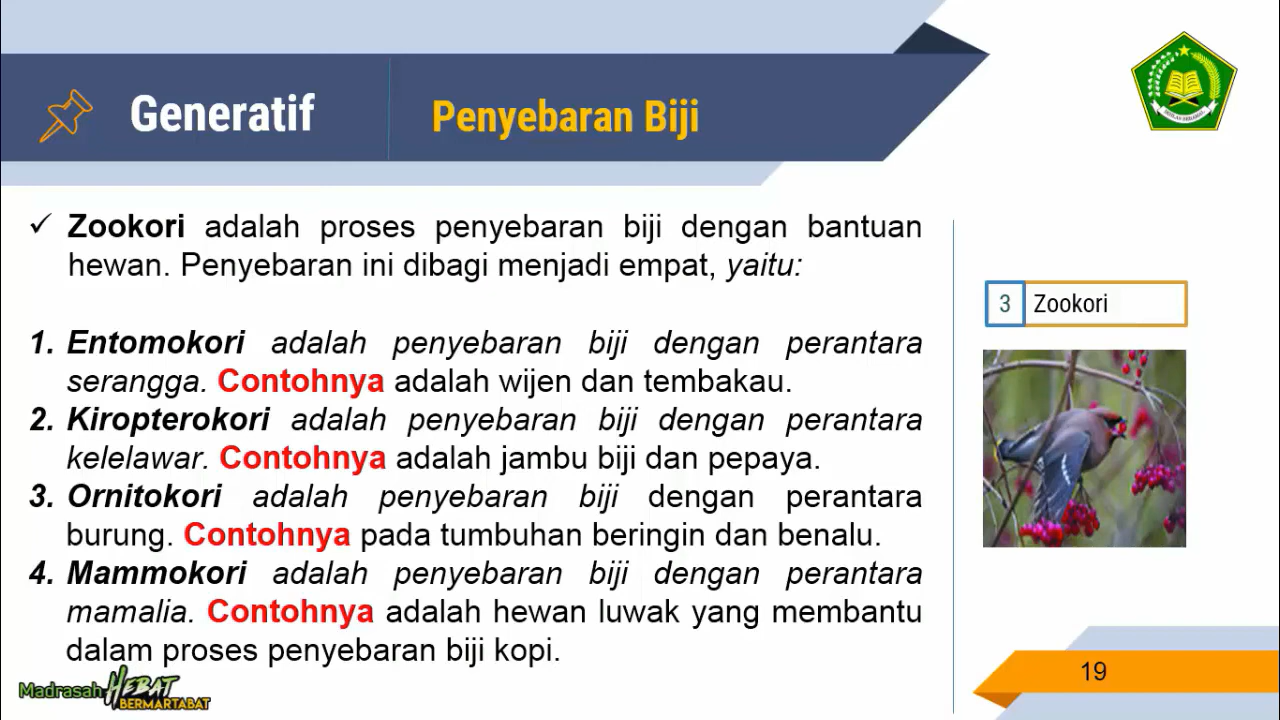 Generatif
Penyebaran Biji
✓ Zookori adalah proses penyebaran biji dengan bantuan
hewan. Penyebaran ini dibagi menjadi empat, yaitu:
1. Entomokori adalah penyebaran biji dengan perantara
serangga. Contohnya adalah wijen dan tembakau.
2. Kiropterokori adalah penyebaran biji dengan perantara
kelelawar. Contohnya adalah jambu biji dan pepaya.
3. Ornitokori adalah penyebaran biji dengan perantara
burung. Contohnya pada tumbuhan beringin dan benalu.
4. Mammokori adalah penyebaran biji dengan perantara
mamalia. Contohnya adalah hewan luwak yang membantu
dalam proses penyebaran biji kopi.
3 Zookori
19
Madrasah HEBAT
BERMARTABAT